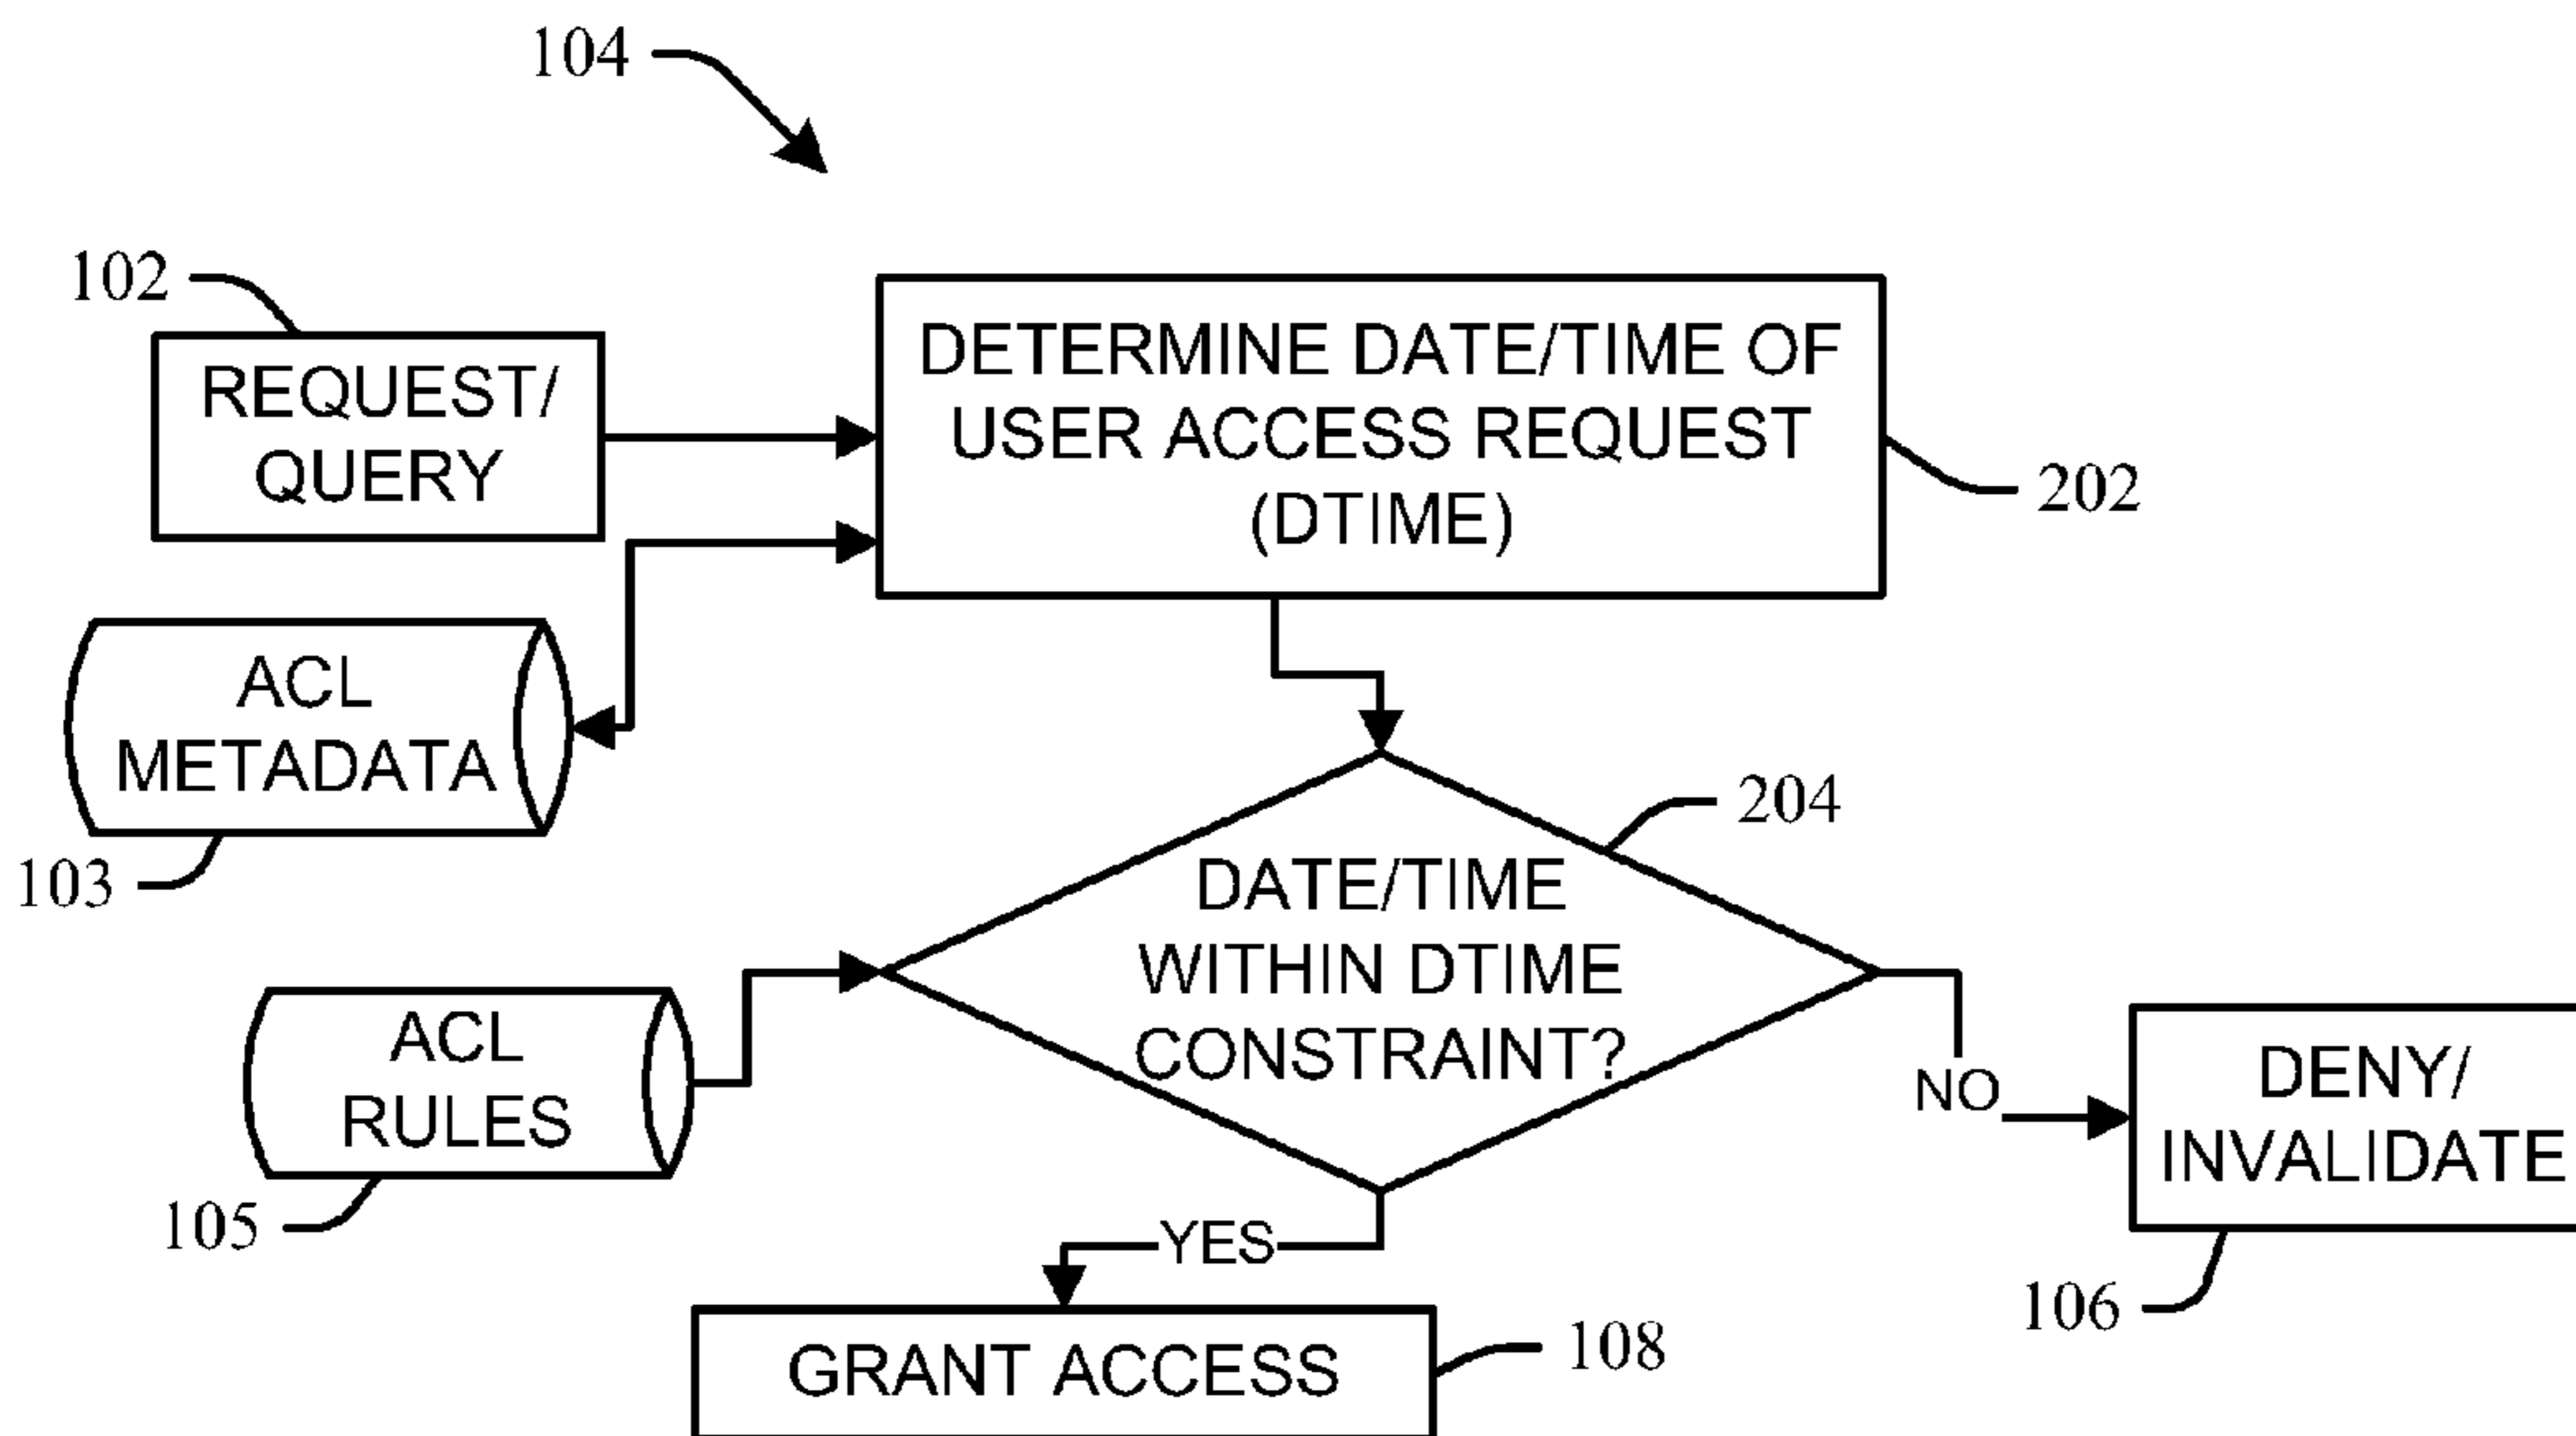 104
102
REQUEST/
QUERY
DETERMINE DATE/TIME OF
USER ACCESS REQUEST
(DTIME)
202
ACL
METADATA
103
204
DATE/TIME
WITHIN DTIME
CONSTRAINT?
ACL
RULES
105
NO
DENY/
INVALIDATE
106
YES
GRANT ACCESS
108